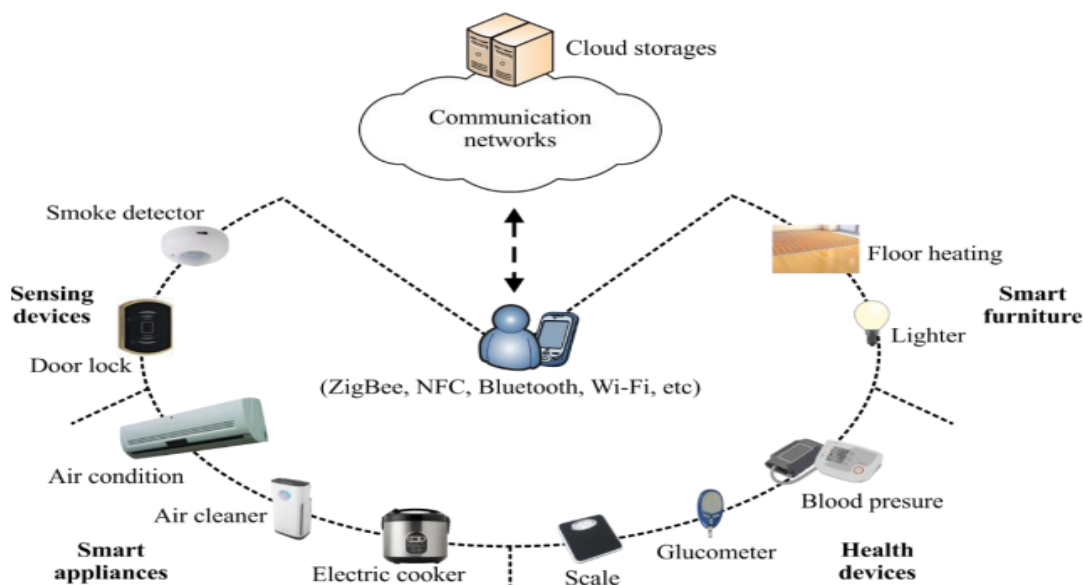 Cloud storages
Communication
networks
Smoke detector
Floor heating
Sensing
devices
Smart
furniture
Lighter
Door lock
(ZigBee, NFC, Bluetooth, Wi-Fi, etc)
Air condition
Blood presure
Air cleaner
Glucometer
Smart
appliances
Electric cooker
Scale
Health
devices